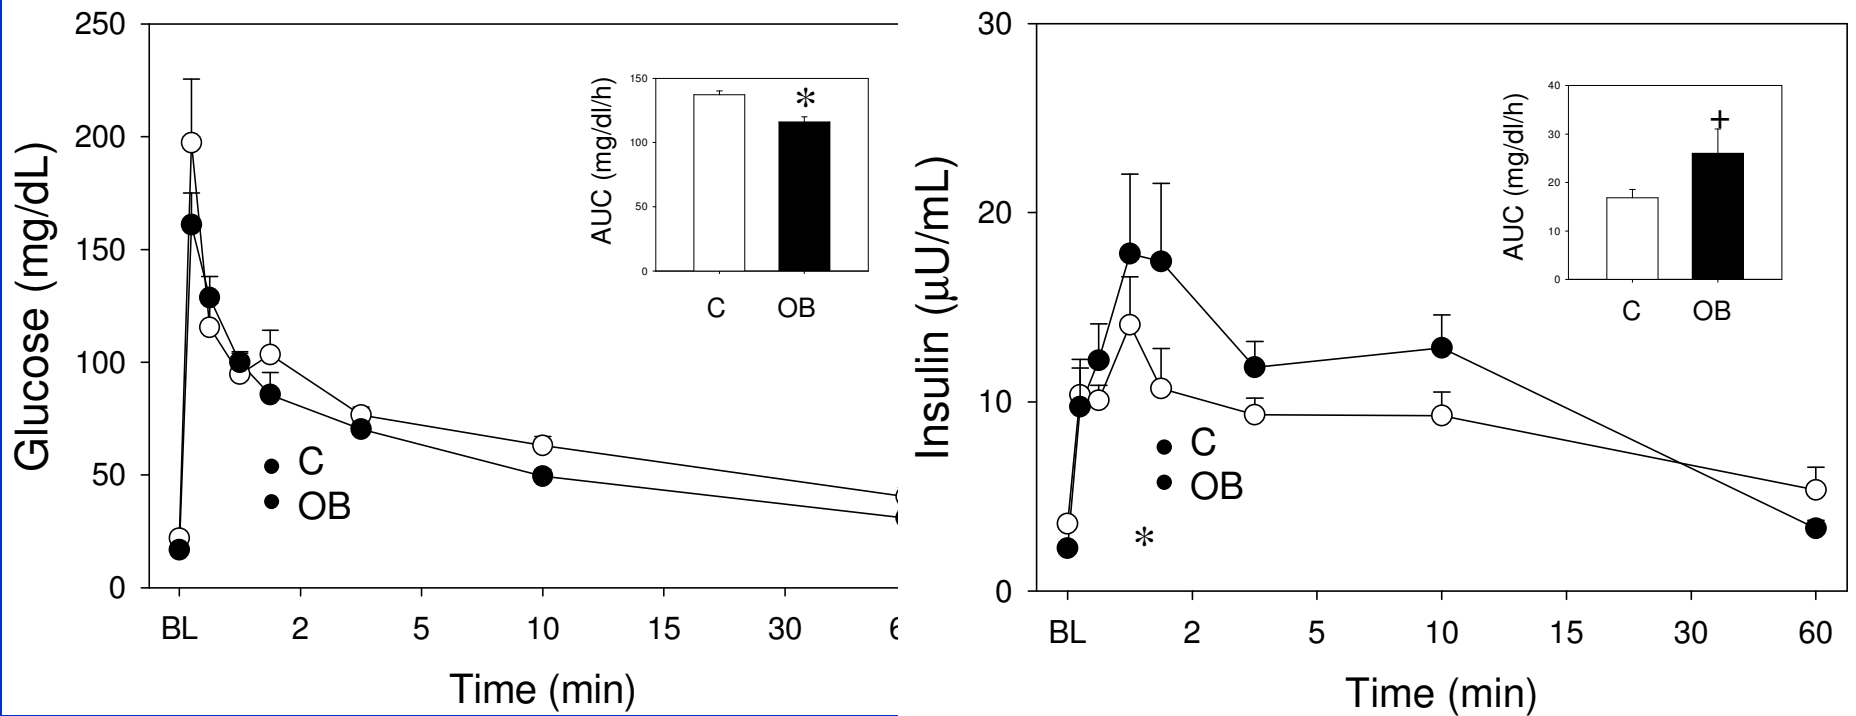 250
200
150
100
50
0
Glucose (mg/dL)
BL 2 5 10 15 30 6
Time (min)
C
OB
150
100
50
0
AUC (mg/dl/h)
*
C OB
30
20
10
0
Insulin (µU/mL)
BL 2 5 10 15 30 60
Time (min)
C
OB
*
40
30
20
10
0
AUC (mg/dl/h)
+
C OB